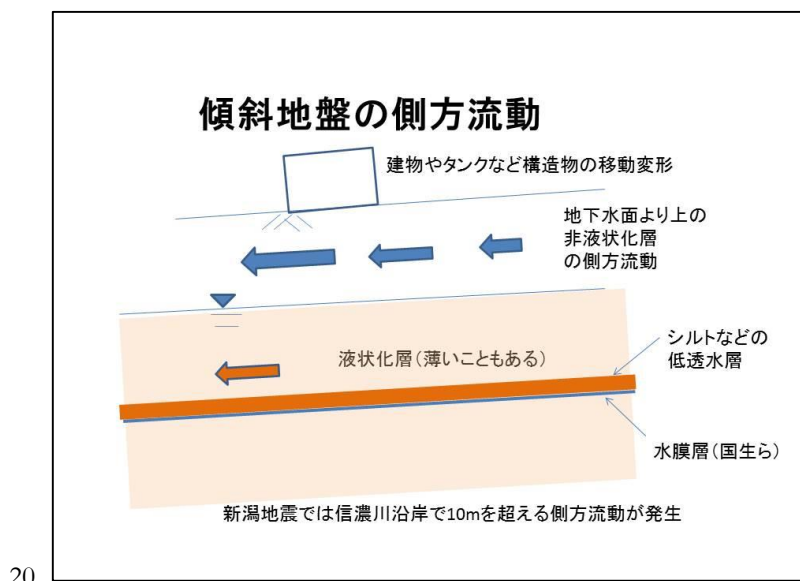 傾斜地盤の側方流動
建物やタンクなど構造物の移動変形
地下水面より上の
非液状化層
の側方流動
液状化層（薄いこともある）
シルトなどの
低透水層
水膜層（国生ら）
新潟地震では信濃川沿岸で10mを超える側方流動が発生
20